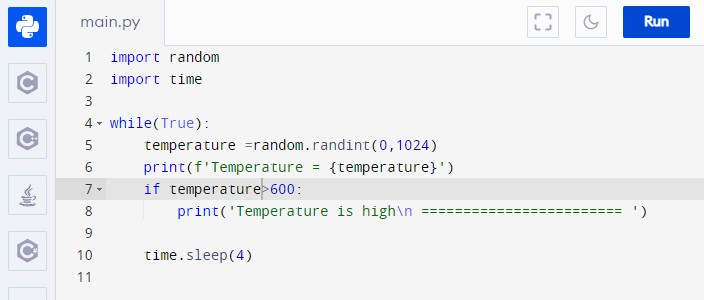 main.py
Run
1 import random
2 import time
3
4 while(True):
5     temperature =random.randint(0,1024)
6     print(f'Temperature = {temperature}')
7     if temperature>600:
8         print('Temperature is high\n ======================== ')
9
10     time.sleep(4)
11